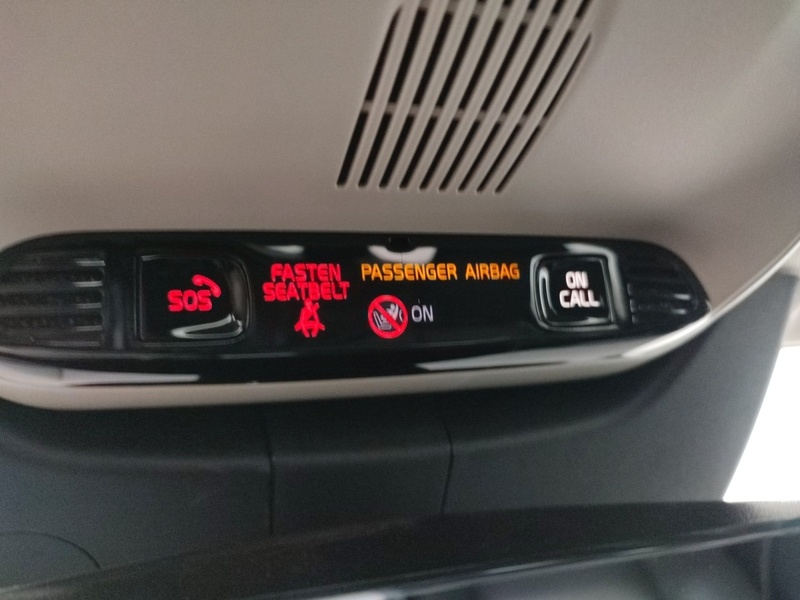 SOS
FASTEN
SEATBELT
PASSENGER AIRBAG
ON
ON
CALL